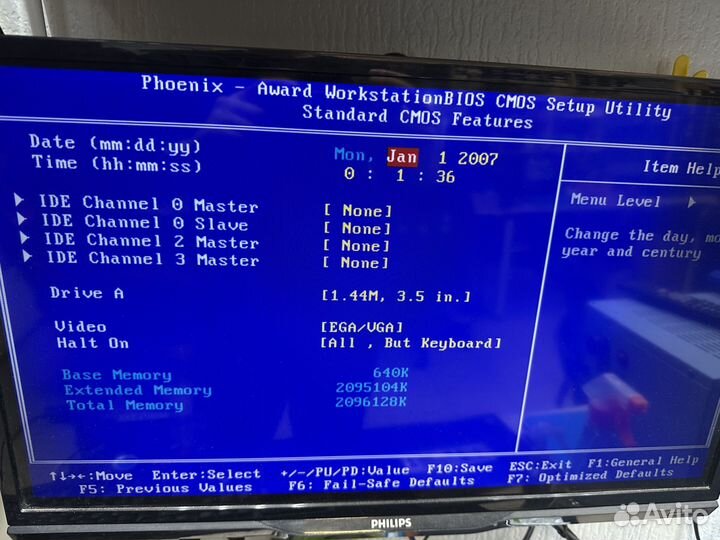 Phoenix - Award WorkstationBIOS CMOS Setup Utility
Standard CMOS Features
Date (mm:dd:yy) Mon, Jan 1 2007
Time (hh:mm:ss) 0 : 1 : 36
IDE Channel 0 Master [ None]
IDE Channel 0 Slave [ None]
IDE Channel 2 Master [ None]
IDE Channel 3 Master [ None]
Drive A [1.44M, 3.5 in.]
Video [EGA/VGA]
Halt On [All , But Keyboard]
Base Memory 640K
Extended Memory 2095104K
Total Memory 2096128K
Item Help
Menu Level
Change the day, mo
year and century
↑↓→←:Move Enter:Select +/-/PU/PD:Value F10:Save ESC:Exit F1:General Help
F5: Previous Values F6: Fail-Safe Defaults F7: Optimized Defaults
PHILIPS
Avito